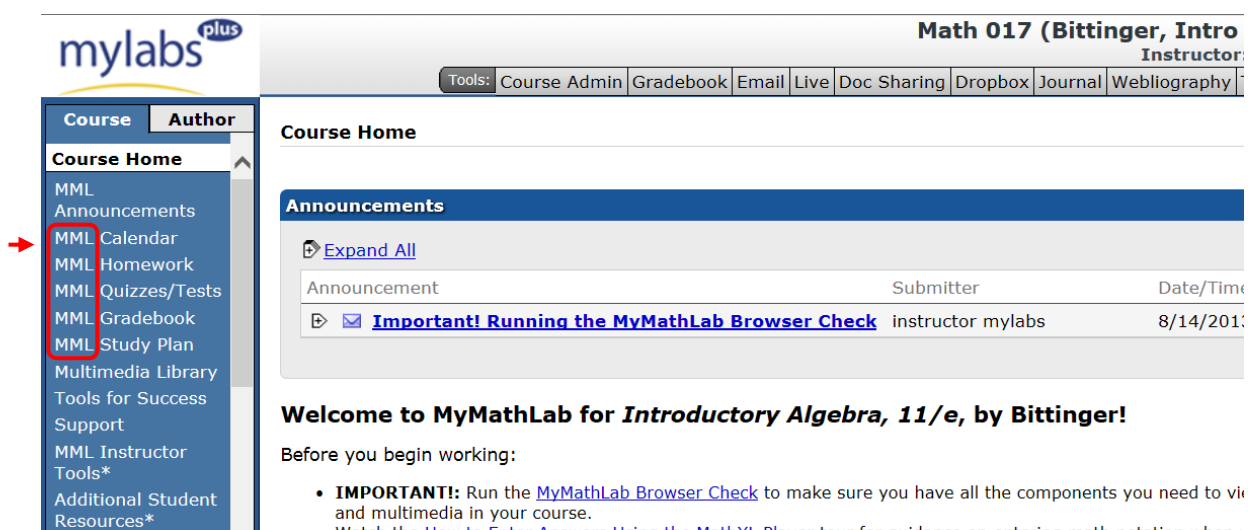 mylabs plus
Math 017 (Bittinger, Intro
Instructor:
Tools: Course Admin Gradebook Email Live Doc Sharing Dropbox Journal Webliography
Course Author
Course Home
MML
Announcements
MML Calendar
MML Homework
MML Quizzes/Tests
MML Gradebook
MML Study Plan
Multimedia Library
Tools for Success
Support
MML Instructor
Tools*
Additional Student
Resources*
Course Home
Announcements
Expand All
Announcement Submitter Date/Time
Important! Running the MyMathLab Browser Check instructor mylabs 8/14/2013
Welcome to MyMathLab for Introductory Algebra, 11/e, by Bittinger!
Before you begin working:
• IMPORTANT!: Run the MyMathLab Browser Check to make sure you have all the components you need to
and multimedia in your course.